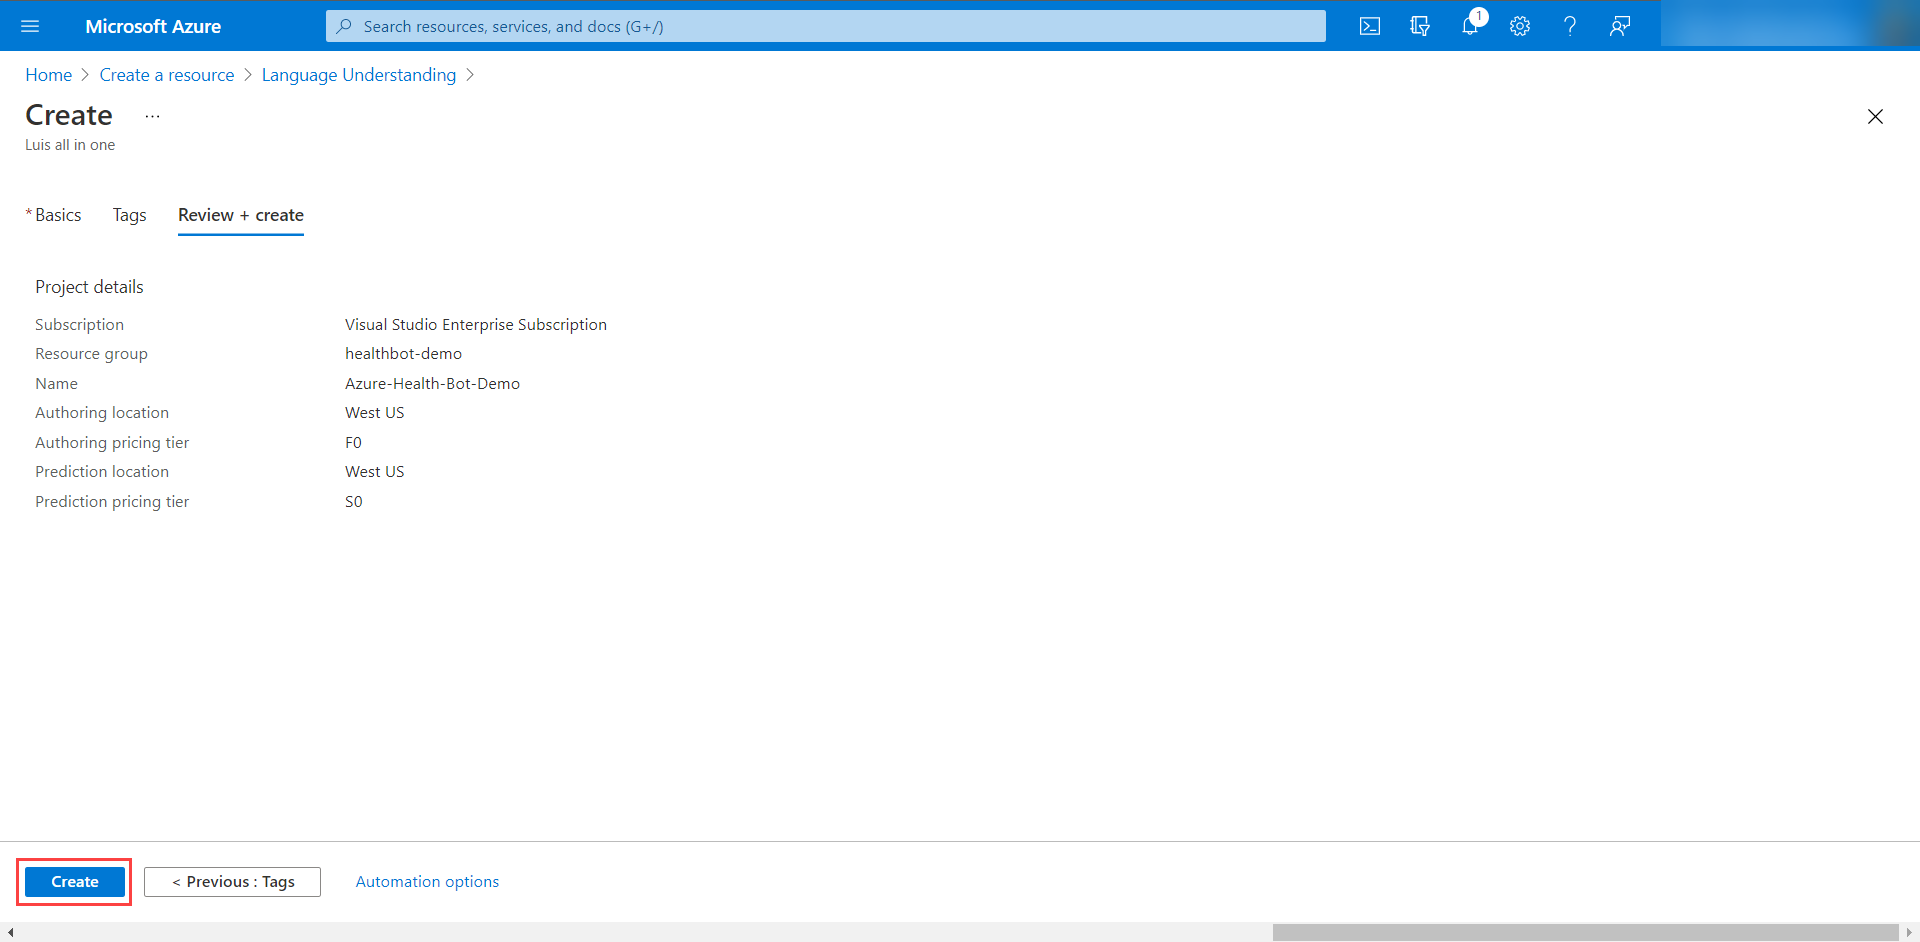 Microsoft Azure
Search resources, services, and docs (G+/)
1
Home > Create a resource > Language Understanding >
Create ...
Luis all in one
*Basics Tags Review + create
Project details
Subscription Visual Studio Enterprise Subscription
Resource group healthbot-demo
Name Azure-Health-Bot-Demo
Authoring location West US
Authoring pricing tier F0
Prediction location West US
Prediction pricing tier S0
Create < Previous : Tags Automation options